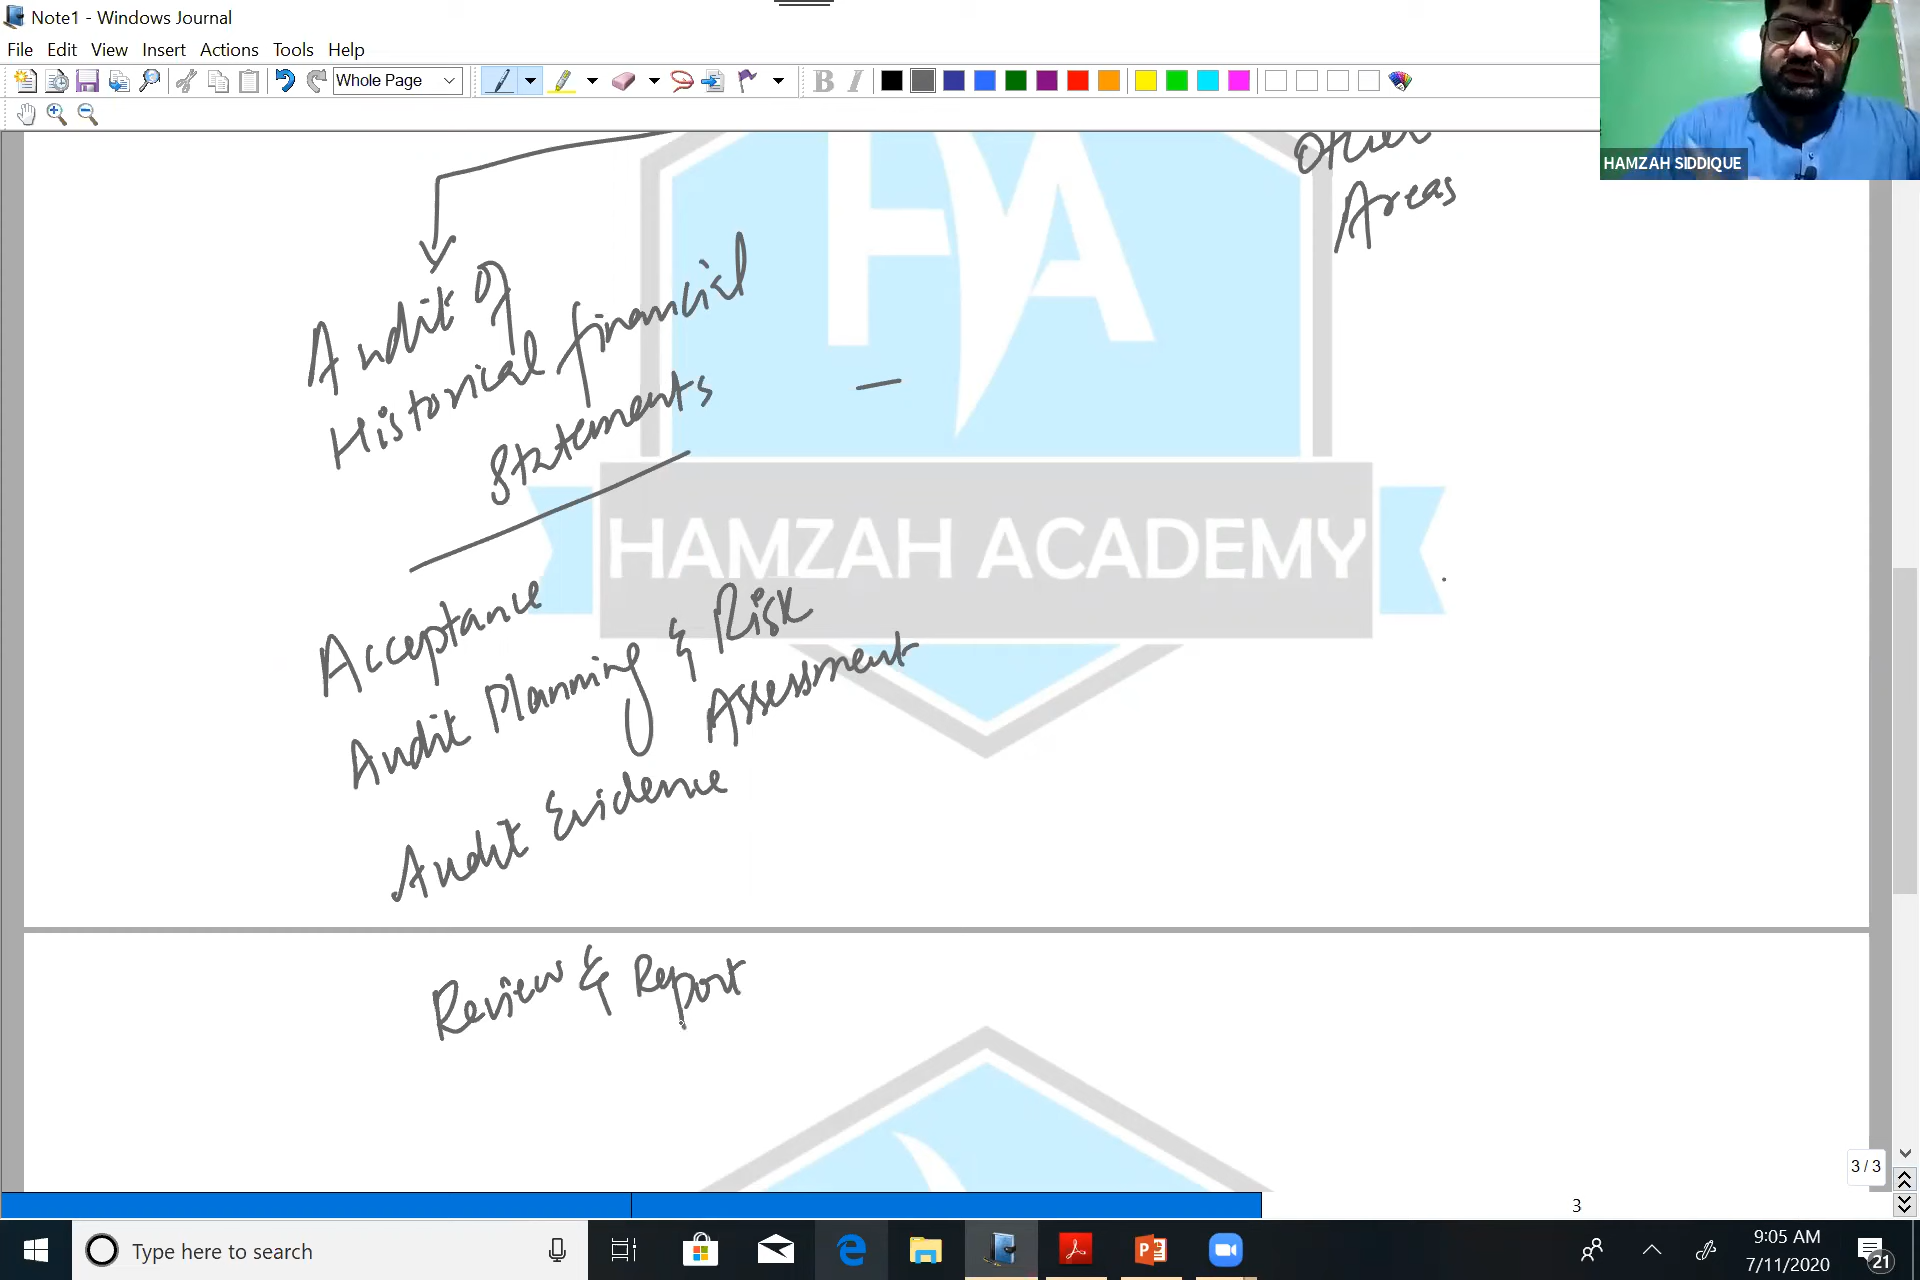 Note1 - Windows Journal
File Edit View Insert Actions Tools Help
Whole Page
B I
HAMZAH SIDDIQUE
Other
Areas
Audit of
Historical financial
Statements
HA
HAMZAH ACADEMY
Acceptance
Audit Planning & Risk
Assessment
Audit Evidence
Review & Report
3 / 3
3
Type here to search
9:05 AM
7/11/2020
21